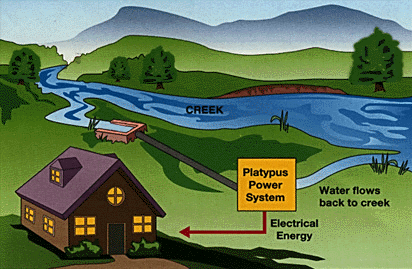 CREEK
Platypus
Power
System
Water flows
back to creek
Electrical
Energy